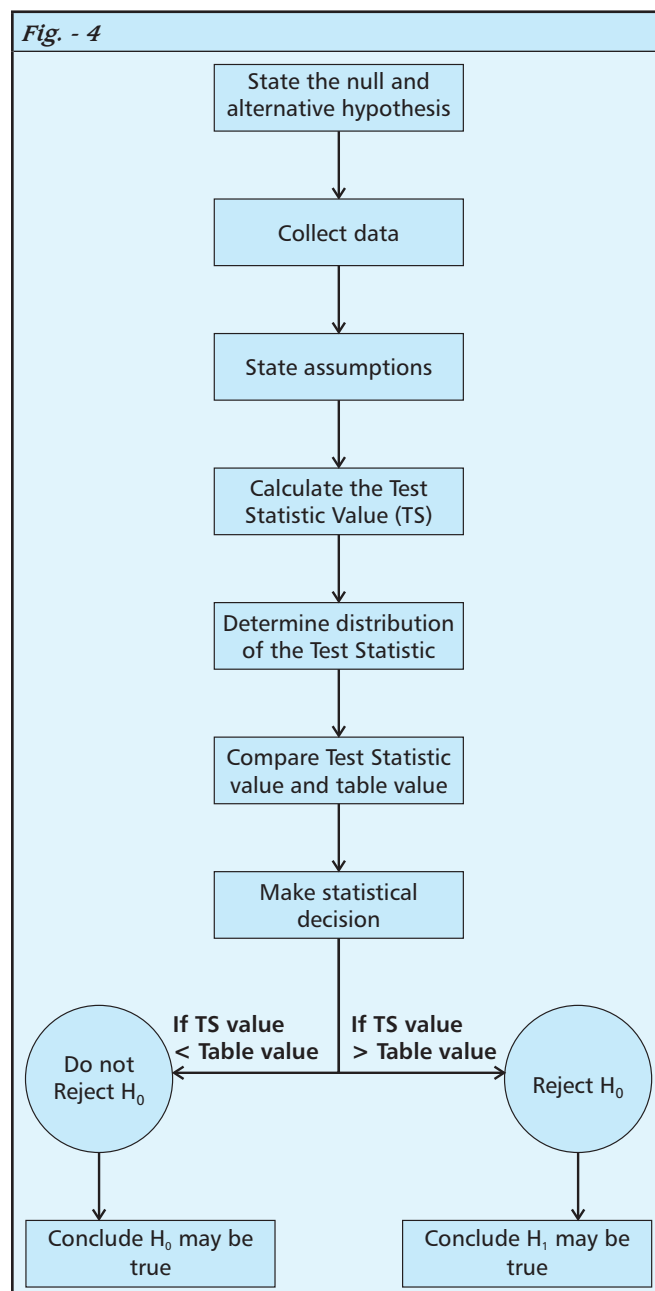 Fig. - 4
State the null and
alternative hypothesis
Collect data
State assumptions
Calculate the Test
Statistic Value (TS)
Determine distribution
of the Test Statistic
Compare Test Statistic
value and table value
Make statistical
decision
If TS value
< Table value
If TS value
> Table value
Do not
Reject H₀
Reject H₀
Conclude H₀ may be
true
Conclude H₁ may be
true